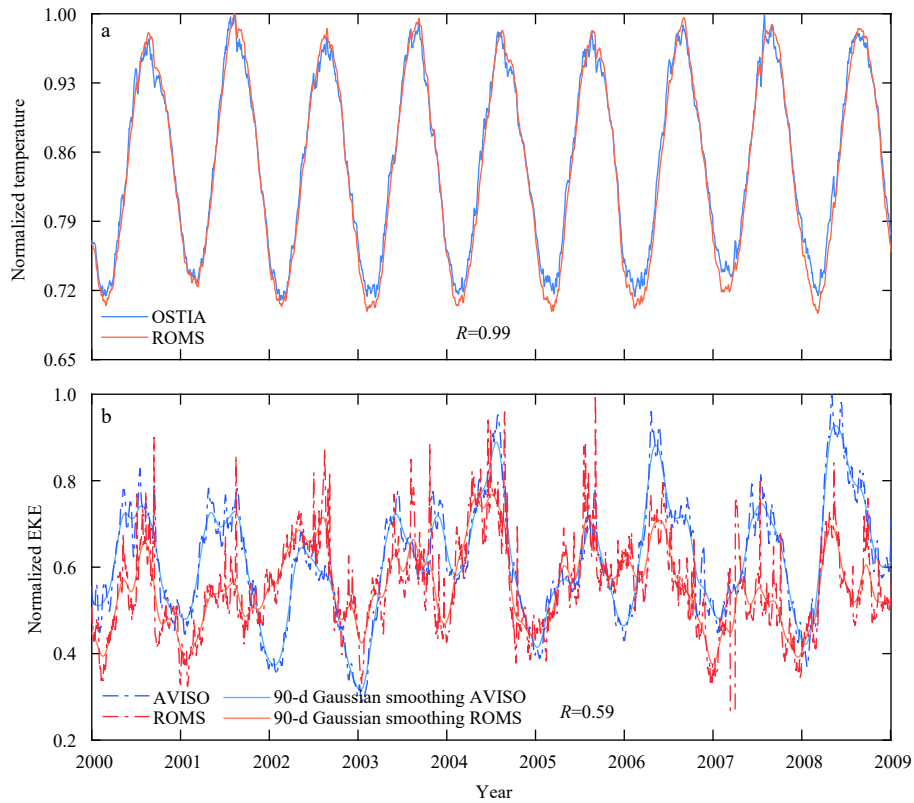 1.00
a
0.93
0.86
0.79
0.72
0.65
Normalized temperature
OSTIA
ROMS
R=0.99
1.0
b
0.8
0.6
0.4
0.2
Normalized EKE
AVISO
90-d Gaussian smoothing AVISO
ROMS
90-d Gaussian smoothing ROMS
R=0.59
2000 2001 2002 2003 2004 2005 2006 2007 2008 2009
Year